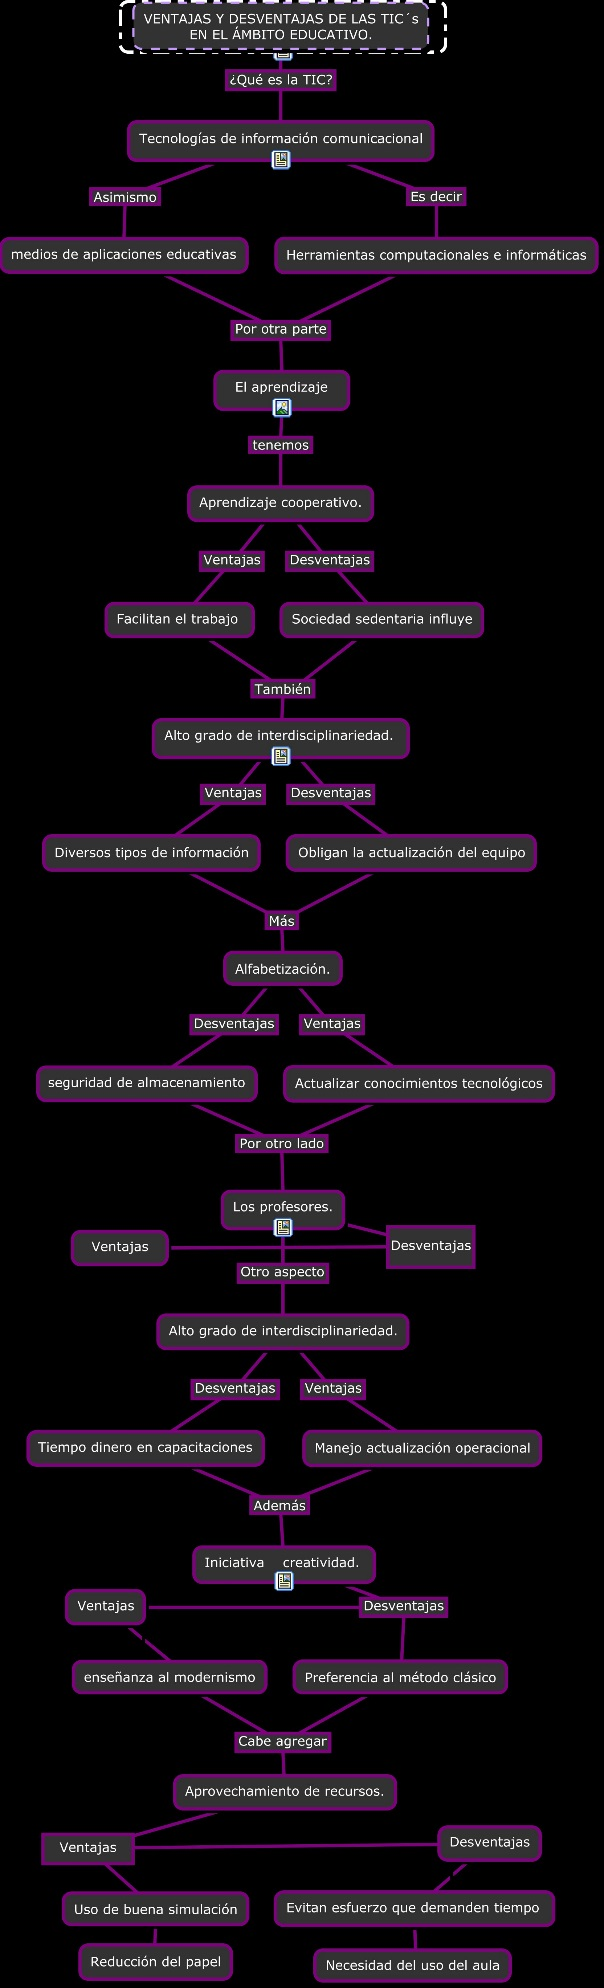 VENTAJAS Y DESVENTAJAS DE LAS TIC´s
EN EL ÁMBITO EDUCATIVO.
¿Qué es la TIC?
Tecnologías de información comunicacional
Asimismo
Es decir
medios de aplicaciones educativas
Herramientas computacionales e informáticas
Por otra parte
El aprendizaje
tenemos
Aprendizaje cooperativo.
Ventajas
Desventajas
Facilitan el trabajo
Sociedad sedentaria influye
También
Alto grado de interdisciplinariedad.
Ventajas
Desventajas
Diversos tipos de información
Obligan la actualización del equipo
Más
Alfabetización.
Desventajas
Ventajas
seguridad de almacenamiento
Actualizar conocimientos tecnológicos
Por otro lado
Los profesores.
Ventajas
Desventajas
Otro aspecto
Alto grado de interdisciplinariedad.
Desventajas
Ventajas
Tiempo dinero en capacitaciones
Manejo actualización operacional
Además
Iniciativa creatividad.
Ventajas
Desventajas
enseñanza al modernismo
Preferencia al método clásico
Cabe agregar
Aprovechamiento de recursos.
Ventajas
Desventajas
Uso de buena simulación
Evitan esfuerzo que demanden tiempo
Reducción del papel
Necesidad del uso del aula